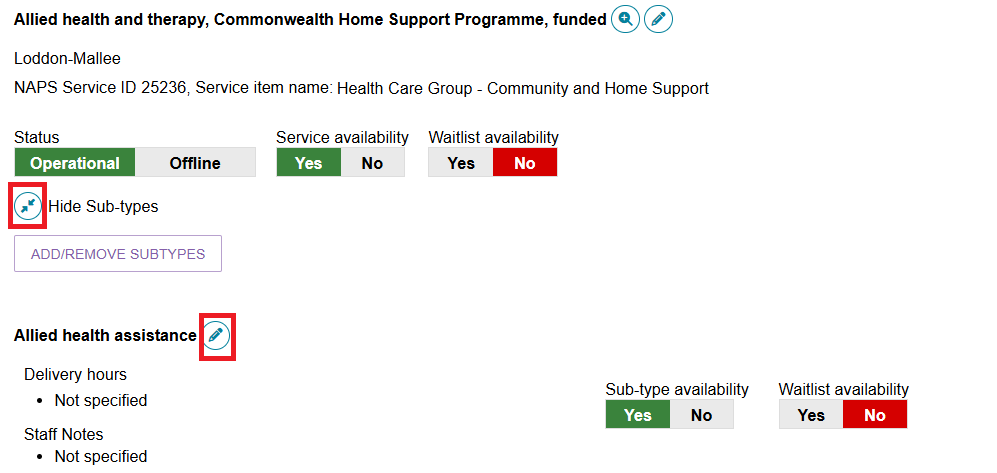 Allied health and therapy, Commonwealth Home Support Programme, funded
Loddon-Mallee
NAPS Service ID 25236, Service item name: Health Care Group - Community and Home Support
Status Service availability Waitlist availability
Operational Offline Yes No Yes No
Hide Sub-types
ADD/REMOVE SUBTYPES
Allied health assistance
Delivery hours
• Not specified
Sub-type availability Waitlist availability
Yes No Yes No
Staff Notes
• Not specified